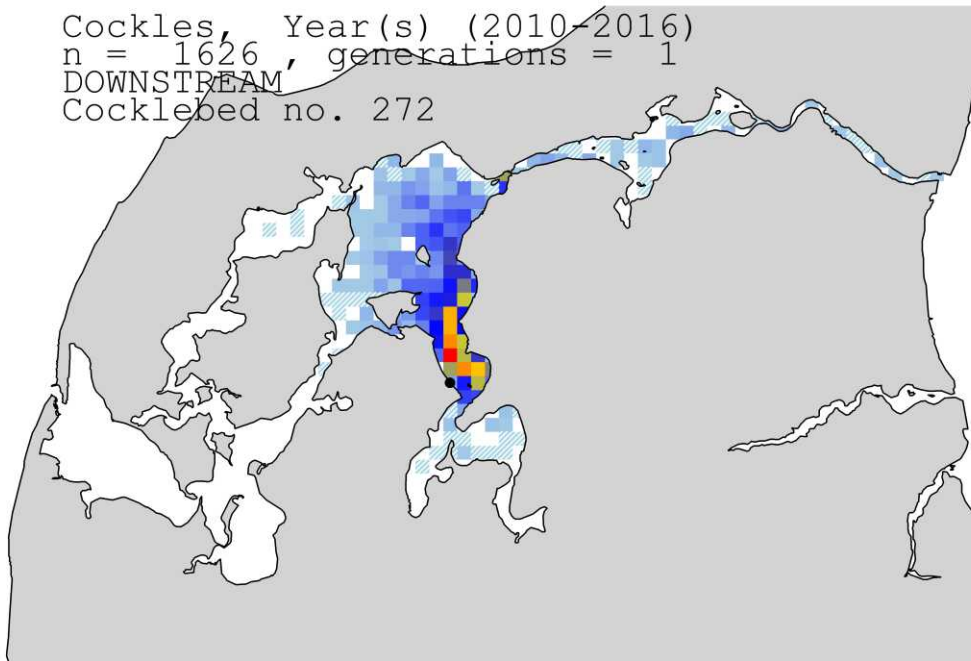 Cockles, Year(s) (2010-2016)
n = 1626 , generations = 1
DOWNSTREAM
Cocklebed no. 272